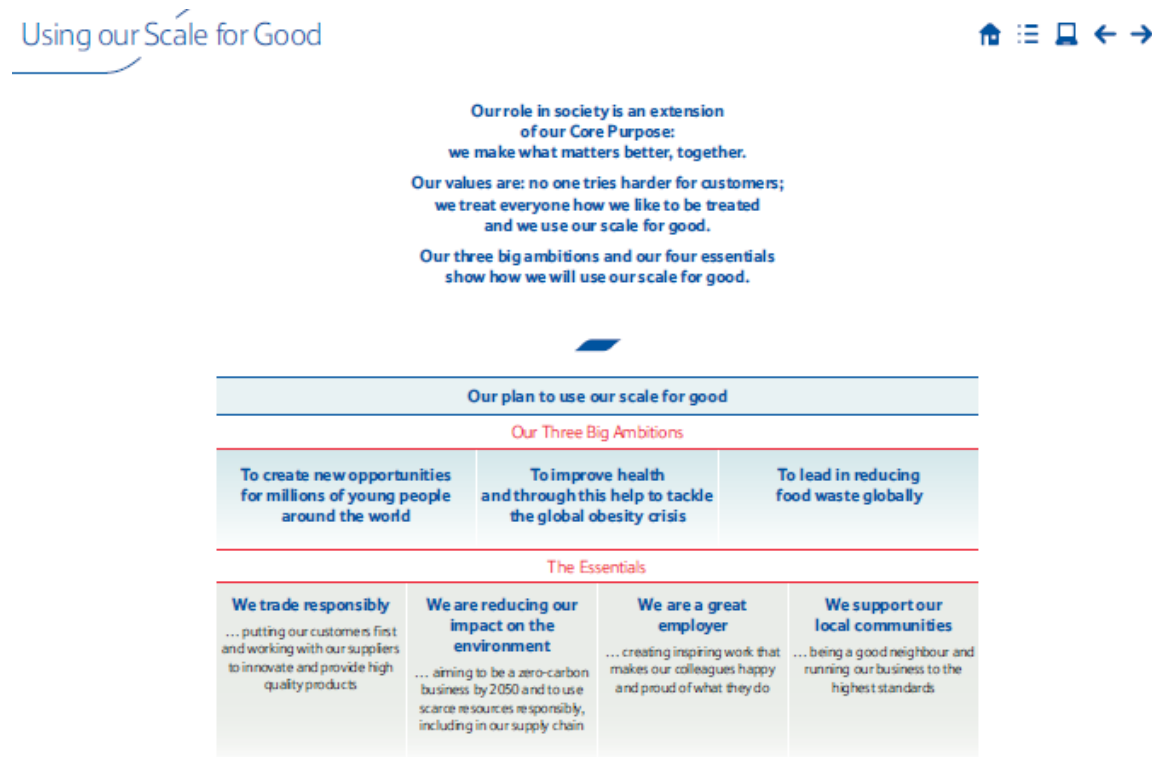 Using our Scale for Good
Our role in society is an extension
of our Core Purpose:
we make what matters better, together.
Our values are: no one tries harder for customers;
we treat everyone how we like to be treated
and we use our scale for good.
Our three big ambitions and our four essentials
show how we will use our scale for good.
Our plan to use our scale for good
Our Three Big Ambitions
To create new opportunities
for millions of young people
around the world
To improve health
and through this help to tackle
the global obesity crisis
To lead in reducing
food waste globally
The Essentials
We trade responsibly
... putting our customers first
and working with our suppliers
to innovate and provide high
quality products
We are reducing our
impact on the
environment
... aiming to be a zero-carbon
business by 2050 and to use
scarce resources responsibly,
including in our supply chain
We are a great
employer
... creating inspiring work that
makes our colleagues happy
and proud of what they do
We support our
local communities
... being a good neighbour and
running our business to the
highest standards